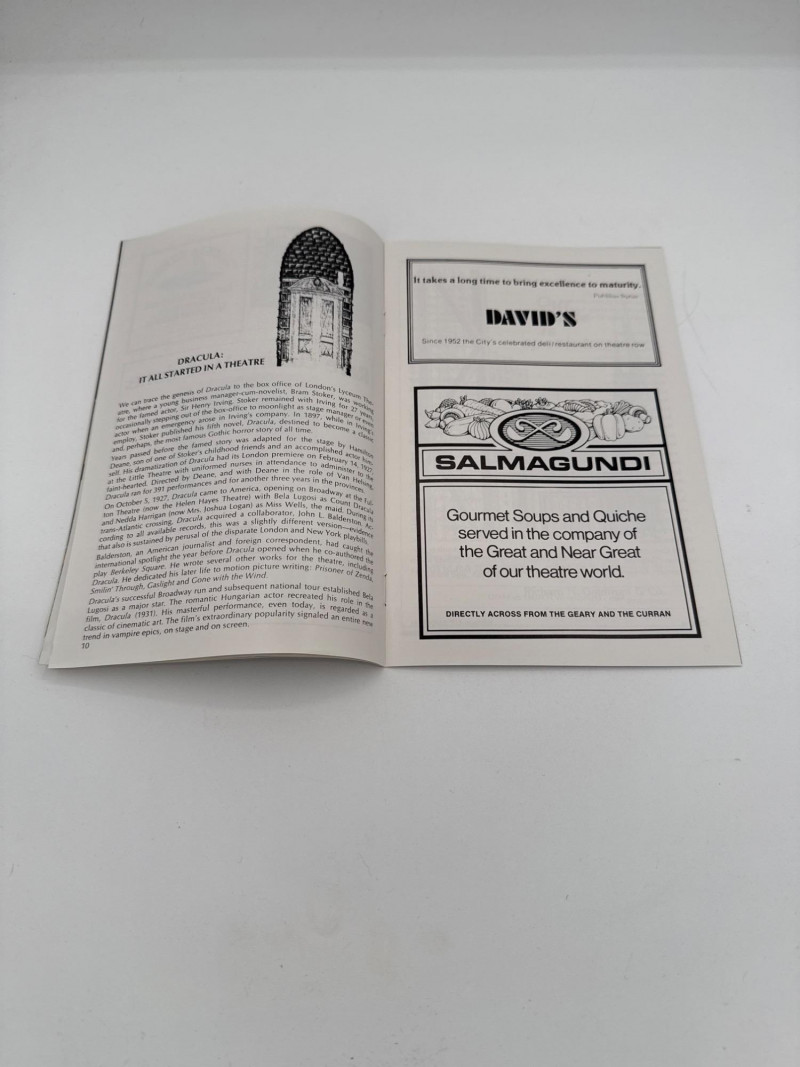 DRACULA:
IT ALL STARTED IN A THEATRE
We can trace the genesis of Dracula to the box office of London's Lyceum The-
atre, where a young business manager-cum-novelist, Bram Stoker, was working
for the famed actor, Sir Henry Irving. Stoker remained with Irving for 27 years,
occasionally stepping out of the box-office to moonlight as stage manager or even
actor when an emergency arose in Irving's company. In 1897, while in Irving's
employ, Stoker published his fifth novel, Dracula, destined to become a classic
and, perhaps, the most famous Gothic horror story of all time.
Years passed before the famed story was adapted for the stage by Hamilton
Deane, son of one of Stoker's childhood friends and an accomplished actor him-
self. His dramatization of Dracula had its London premiere on February 14, 1927
at the Little Theatre with uniformed nurses in attendance to administer to the
faint-hearted. Directed by Deane, and with Deane in the role of Van Helsing,
Dracula ran for 391 performances and for another three years in the provinces.
On October 5, 1927, Dracula came to America, opening on Broadway at the Ful-
ton Theatre (now the Helen Hayes Theatre) with Bela Lugosi as Count Dracula
and Nedda Harrigan (now Mrs. Joshua Logan) as Miss Wells, the maid. During its
trans-Atlantic crossing, Dracula acquired a collaborator, John L. Balderston. Ac-
cording to all available records, this was a slightly different version—evidence
that also is sustained by perusal of the disparate London and New York playbills.
Balderston, an American journalist and foreign correspondent, had caught the
international spotlight the year before Dracula opened when he co-authored the
play Berkeley Square. He wrote several other works for the theatre, including
Dracula. He dedicated his later life to motion picture writing: Prisoner of Zenda,
Smilin' Through, Gaslight and Gone with the Wind.
Dracula's successful Broadway run and subsequent national tour established Bela
Lugosi as a major star. The romantic Hungarian actor recreated his role in the
film, Dracula (1931). His masterful performance, even today, is regarded as a
classic of cinematic art. The film's extraordinary popularity signaled an entire new
trend in vampire epics, on stage and on screen.
10
It takes a long time to bring excellence to maturity.
Publilius Syrus
DAVID'S
Since 1952 the City's celebrated deli/restaurant on theatre row
SALMAGUNDI
Gourmet Soups and Quiche
served in the company of
the Great and Near Great
of our theatre world.
DIRECTLY ACROSS FROM THE GEARY AND THE CURRAN